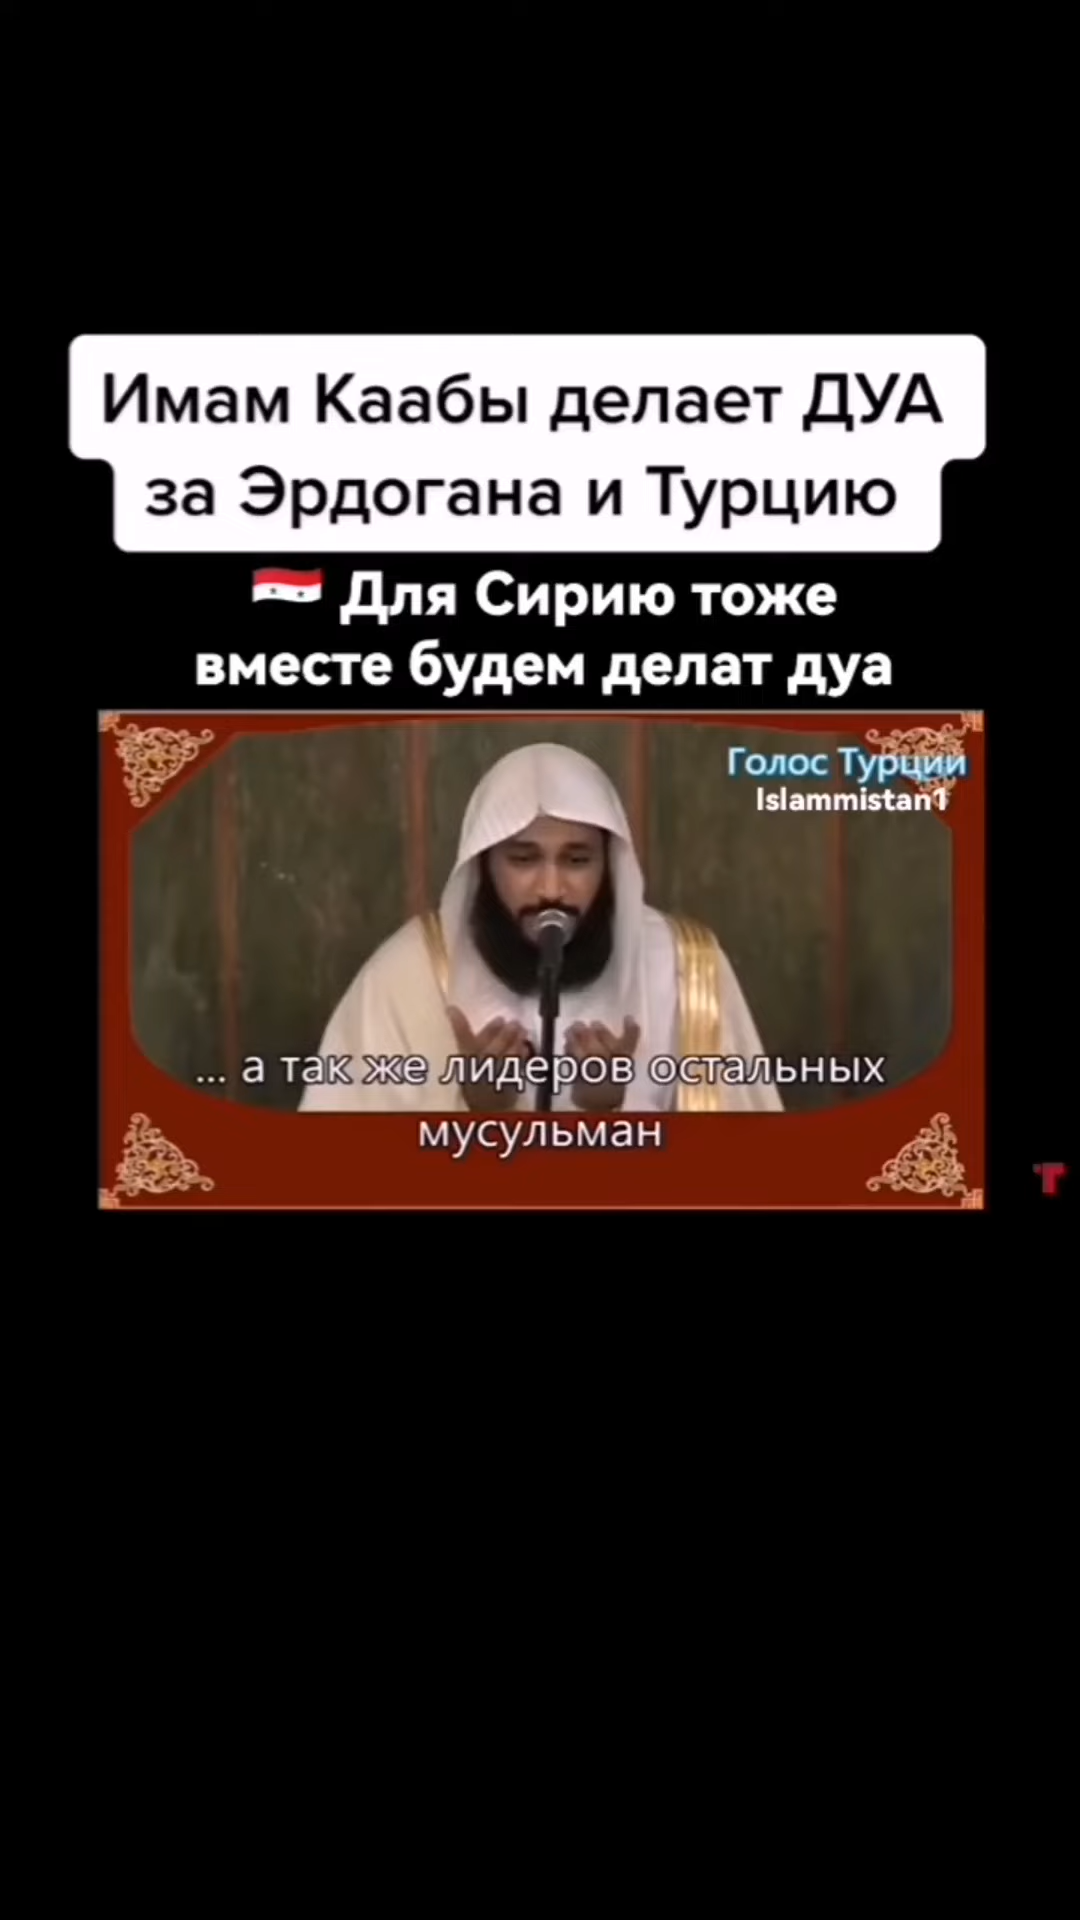 Имам Каабы делает ДУА
за Эрдогана и Турцию
🇸🇾 Для Сирию тоже
вместе будем делат дуа
Голос Турции
Islammistan1
... а так же лидеров остальных
мусульман